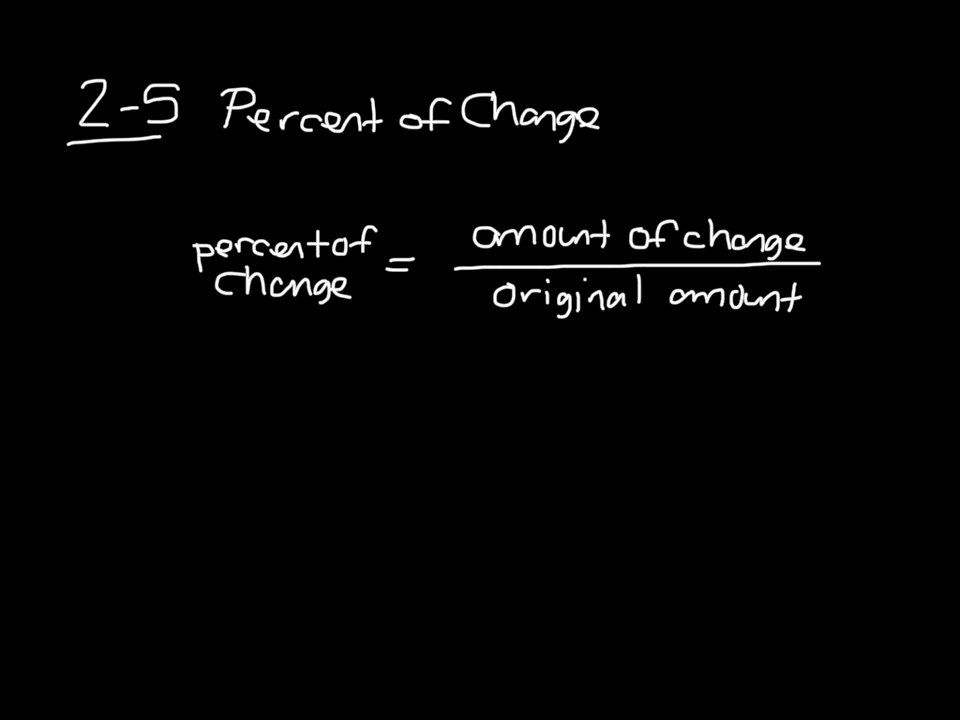 2-5 Percent of Change
percent of
change
=
amount of change
original amount